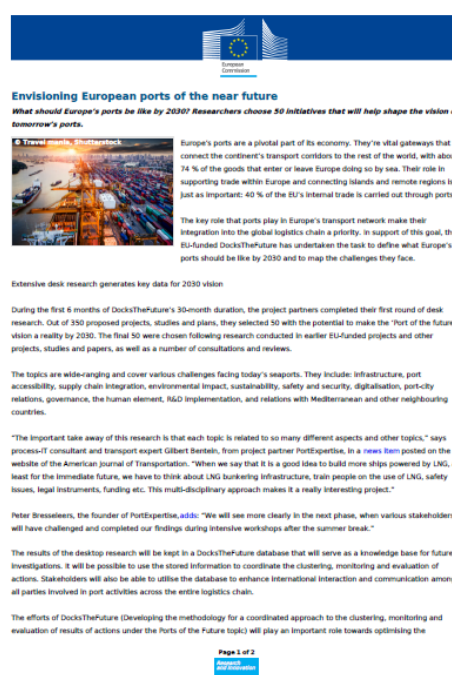 European
Commission
Envisioning European ports of the near future
What should Europe's ports be like by 2030? Researchers choose 50 initiatives that will help shape the vision
tomorrow's ports.
© Travel mania, Shutterstock
Europe's ports are a pivotal part of its economy. They're vital gateways that
connect the continent's transport corridors to the rest of the world, with
74 % of the goods that enter or leave Europe doing so by sea. Their role in
supporting trade within Europe and connecting islands and remote regions
just as important: 40 % of the EU's internal trade is carried out through
The key role that ports play in Europe's transport network make their
integration into the global logistics chain a priority. In support of this goal,
EU-funded DocksTheFuture has undertaken the task to define what Europe's
ports should be like by 2030 and to map the challenges they face.
Extensive desk research generates key data for 2030 vision
During the first 6 months of DocksTheFuture's 30-month duration, the project partners completed their first round of desk
research. Out of 350 proposed projects, studies and plans, they selected 50 with the potential to make the 'Port of the future
vision a reality by 2030. The final 50 were chosen following research conducted in earlier EU-funded projects and other
projects, studies and papers, as well as a number of consultations and reviews.
The topics are wide-ranging and cover various challenges facing today's seaports. They include: infrastructure, port
accessibility, supply chain integration, environmental impact, sustainability, safety and security, digitalisation, port-city
relations, governance, the human element, R&D implementation, and relations with Mediterranean and other neighbouring
countries.
"The important take away of this research is that each topic is related to so many different aspects and other topics," says
process-IT consultant and transport expert Gilbert Bentein, from project partner PortExpertise, in a news item posted on the
website of the American Journal of Transportation. "When we say that it is a good idea to build more ships powered by LNG,
least for the immediate future, we have to think about LNG bunkering infrastructure, train people on the use of LNG, safety
issues, legal instruments, funding etc. This multi-disciplinary approach makes it a really interesting project."
Peter Bresseleers, the founder of PortExpertise, adds: "We will see more clearly in the next phase, when various stakeholders
will have challenged and completed our findings during intensive workshops after the summer break."
The results of the desktop research will be kept in a DocksTheFuture database that will serve as a knowledge base for future
investigations. It will be possible to use the stored information to coordinate the clustering, monitoring and evaluation of
actions. Stakeholders will also be able to utilise the database to enhance international interaction and communication
all parties involved in port activities across the entire logistics chain.
The efforts of DocksTheFuture (Developing the methodology for a coordinated approach to the clustering, monitoring and
evaluation of results of actions under the Ports of the Future topic) will play an important role towards optimising the
Page 1 of 2
Research
and Innovation